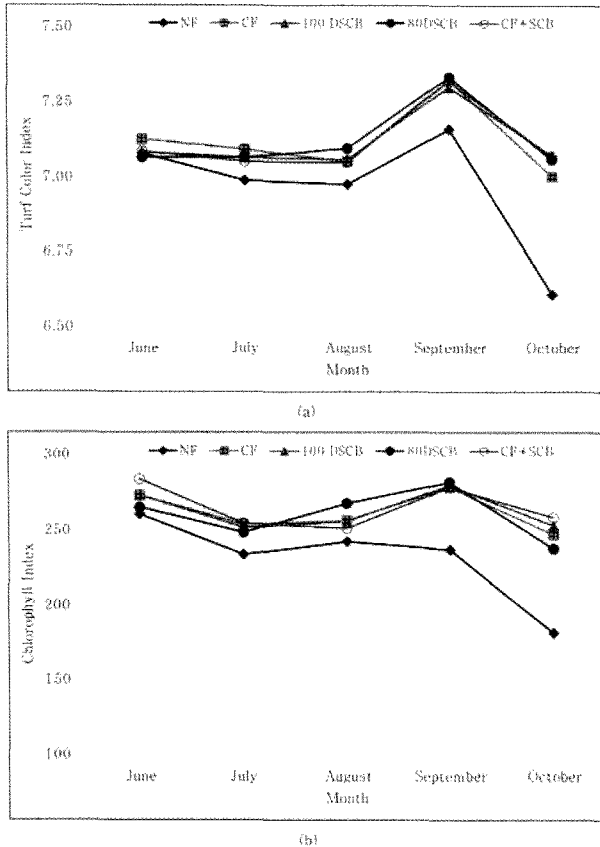 7.50
NF CF 100 DSCB 80DSCB CF+SCB
7.25
7.00
6.75
6.50
Turf Color Index
June July August September October
Month
(a)
300
NF CF 100 DSCB 80DSCB CF+SCB
250
200
150
100
Chlorophyll Index
June July August September October
Month
(b)